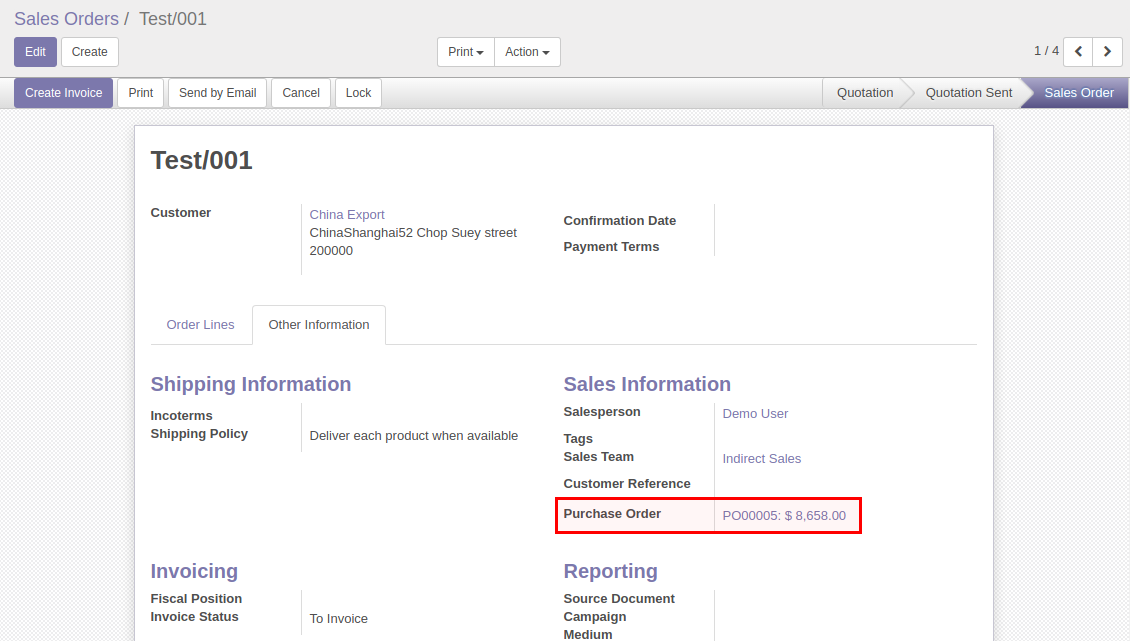 Sales Orders / Test/001
Edit Create Print Action 1 / 4
Create Invoice Print Send by Email Cancel Lock Quotation Quotation Sent Sales Order
Test/001
Customer
China Export
ChinaShanghai52 Chop Suey street
200000
Confirmation Date
Payment Terms
Order Lines Other Information
Shipping Information
Incoterms
Shipping Policy Deliver each product when available
Sales Information
Salesperson Demo User
Tags
Sales Team Indirect Sales
Customer Reference
Purchase Order PO00005: $ 8,658.00
Invoicing
Fiscal Position
Invoice Status To Invoice
Reporting
Source Document
Campaign
Medium